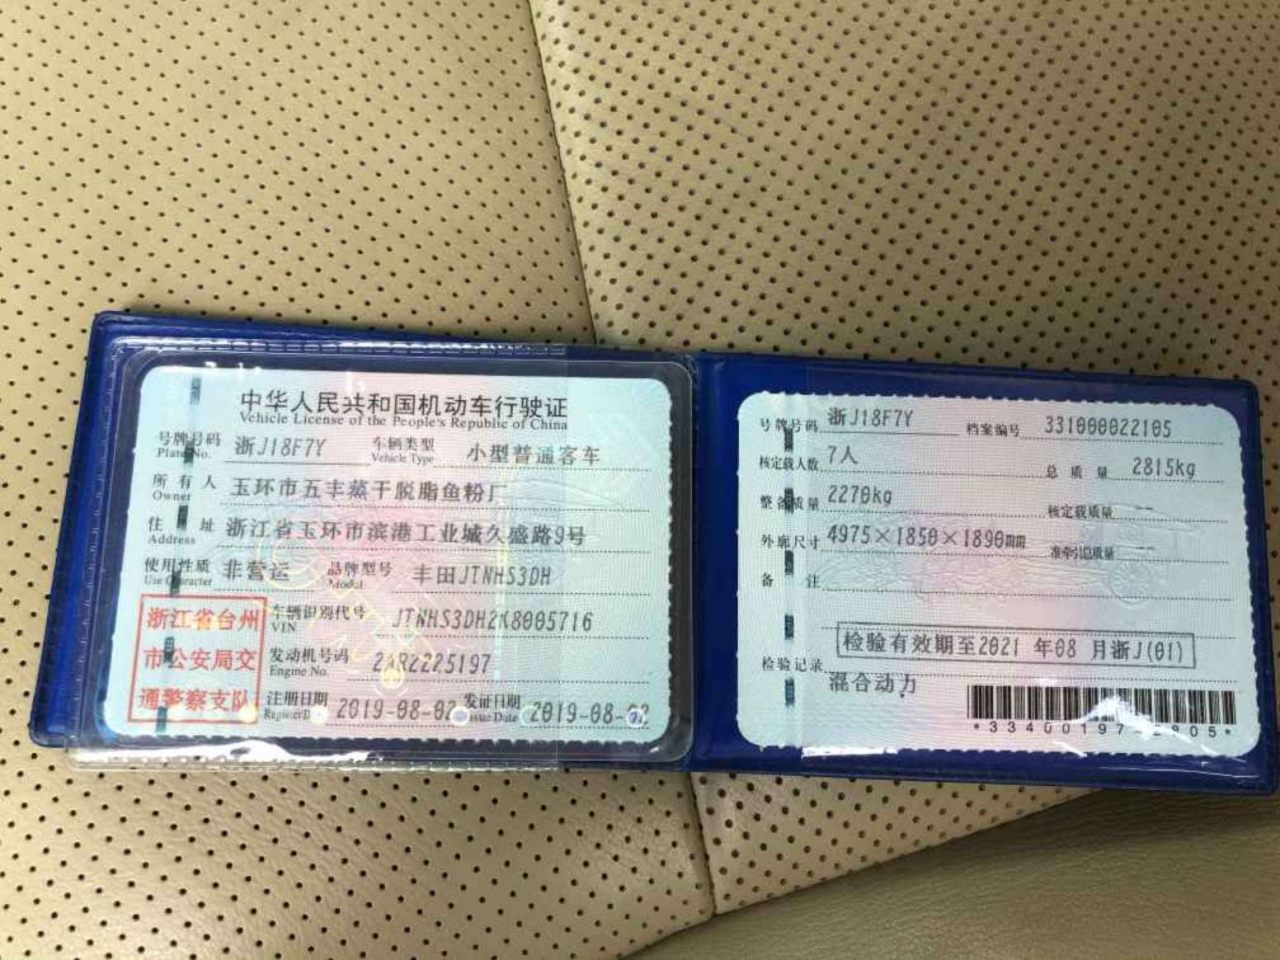 中华人民共和国机动车行驶证
Vehicle License of the People's Republic of China
号牌号码 浙J18F7Y 车辆类型 小型普通客车
Plate No. Vehicle Type
所有人 玉环市五丰蒸干脱脂鱼粉厂
Owner
住址 浙江省玉环市滨港工业城久盛路9号
Address
使用性质 非营运 品牌型号 丰田JTNHS3DH
Use Character Model
浙江省台州
市公安局交
通警察支队
车辆识别代号 JTNHS3DH2K8005716
VIN
发动机号码 2AR2225197
Engine No.
注册日期 2019-08-02 发证日期 2019-08-02
Register Date Issue Date
号牌号码 浙J18F7Y 档案编号 331000022105
核定载人数 7人 总质量 2815kg
整备质量 2270kg 核定载质量 --
外廓尺寸 4975×1850×1890mm 准牵引总质量 --
备注
检验有效期至2021年08月浙J(01)
检验记录
混合动力